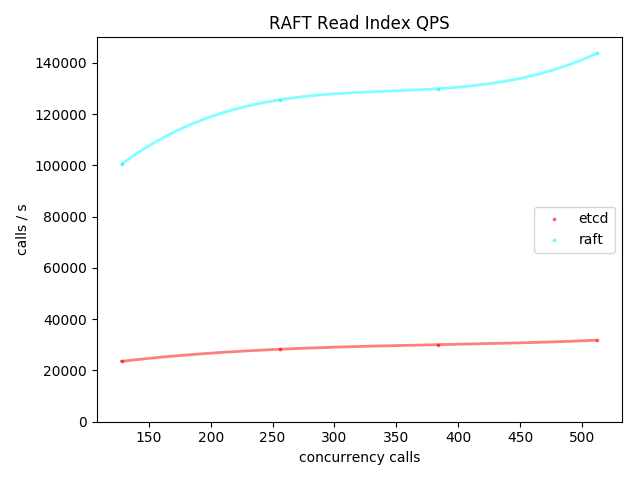 RAFT Read Index QPS
calls / s
140000
120000
100000
80000
60000
40000
20000
0
etcd
raft
150 200 250 300 350 400 450 500
concurrency calls